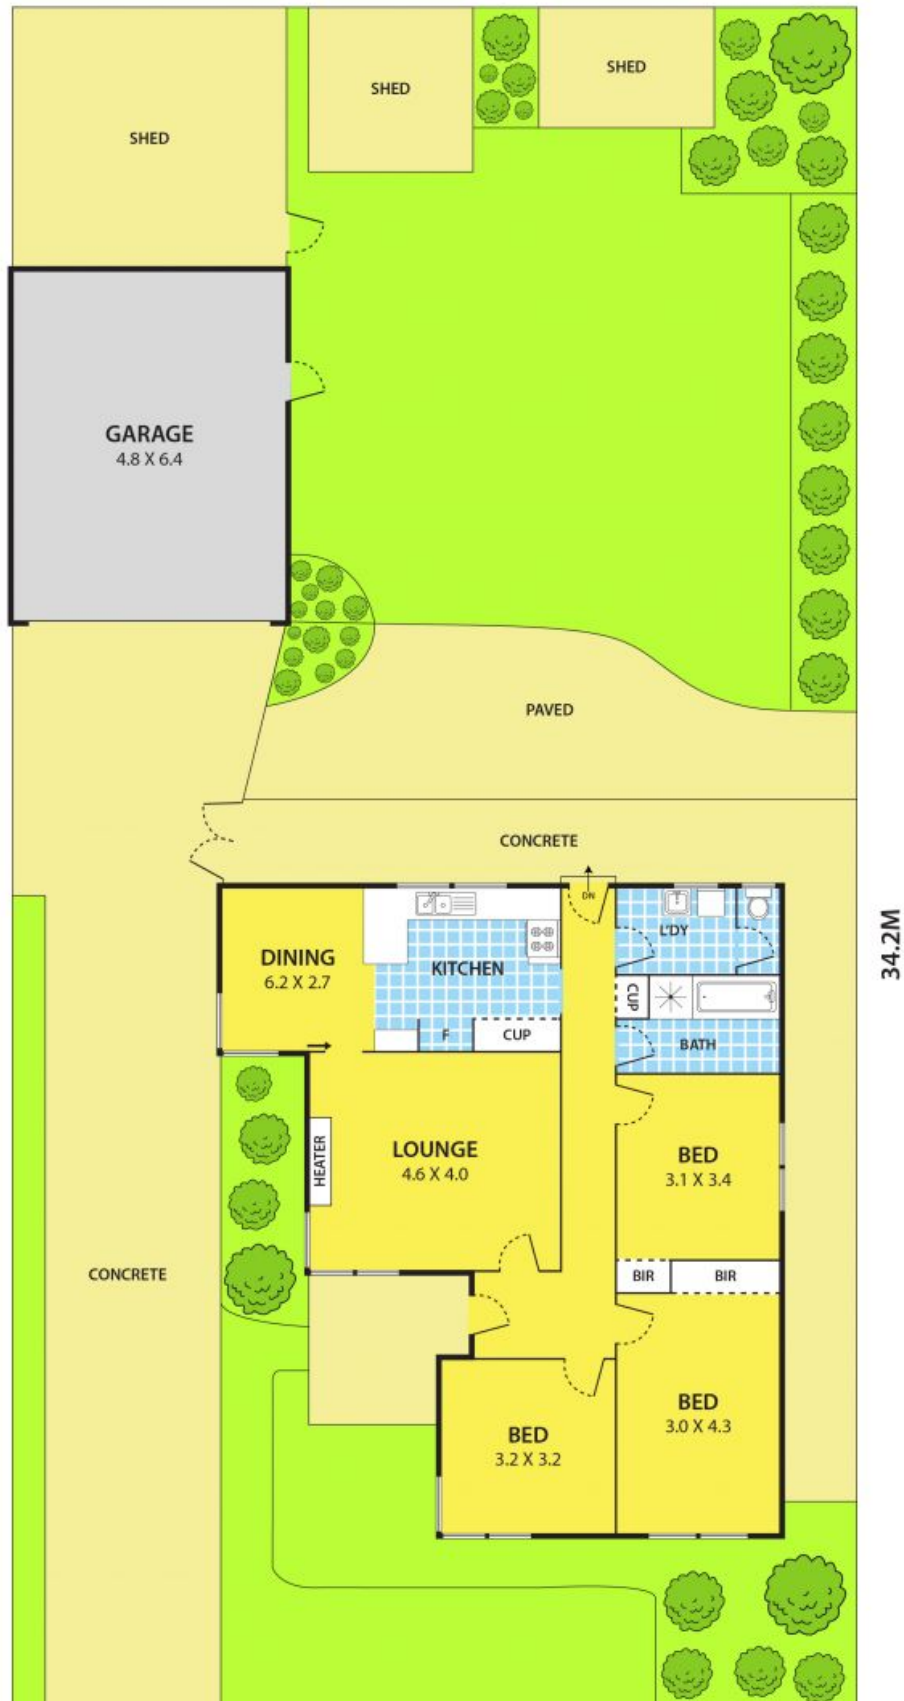 SHED
SHED
SHED
GARAGE
4.8 X 6.4
PAVED
CONCRETE
DN
L'DY
DINING
6.2 X 2.7
KITCHEN
CUP
F
CUP
BATH
34.2M
HEATER
LOUNGE
4.6 X 4.0
BED
3.1 X 3.4
CONCRETE
BIR
BIR
BED
3.0 X 4.3
BED
3.2 X 3.2